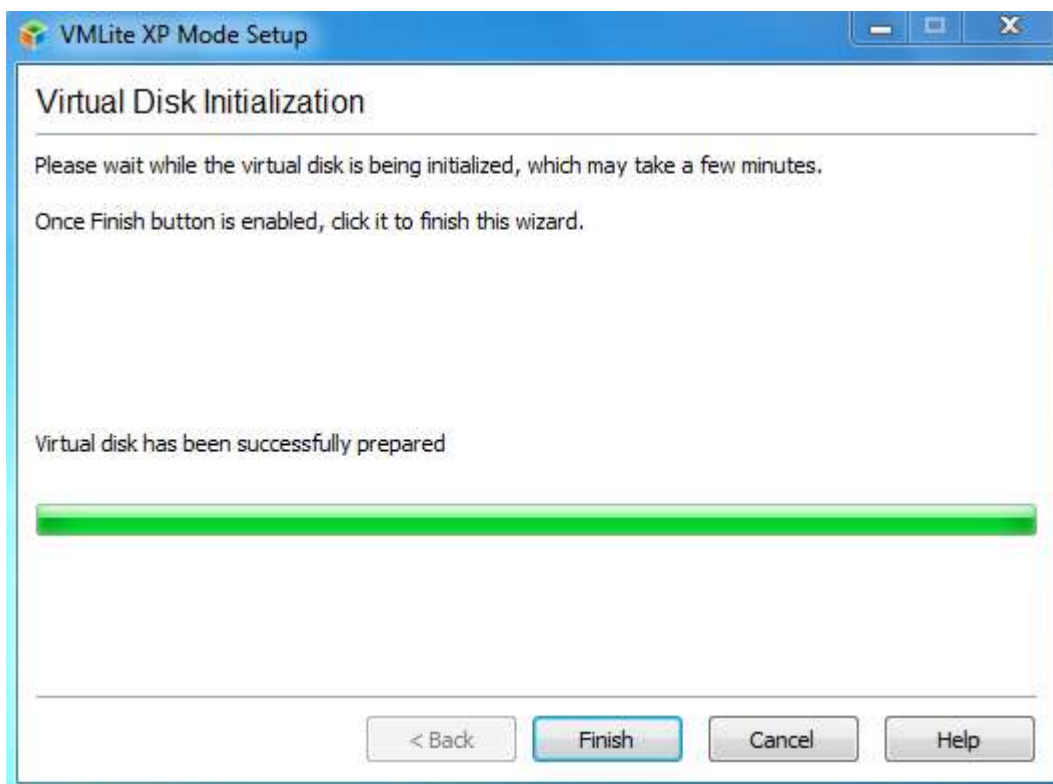 VMLite XP Mode Setup
Virtual Disk Initialization
Please wait while the virtual disk is being initialized, which may take a few minutes.
Once Finish button is enabled, click it to finish this wizard.
Virtual disk has been successfully prepared
< Back Finish Cancel Help